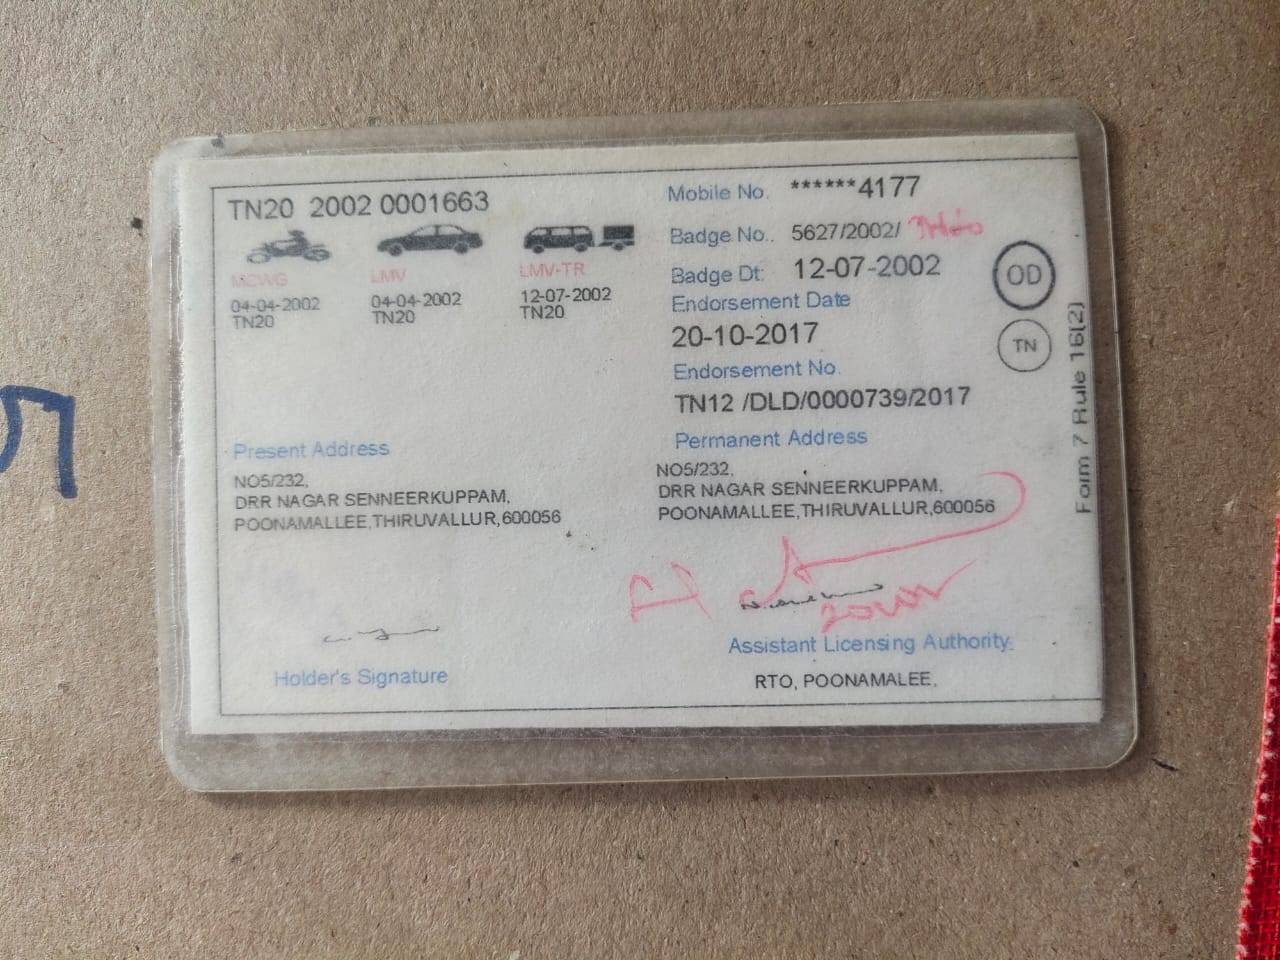 TN20 2002 0001663
MCWG LMV LMV-TR
04-04-2002 04-04-2002 12-07-2002
TN20 TN20 TN20
Mobile No. ******4177
Badge No.. 5627/2002/
Badge Dt: 12-07-2002
Endorsement Date
20-10-2017
Endorsement No.
TN12 /DLD/0000739/2017
OD
TN
Form 7 Rule 16(2)
Present Address
NO5/232,
DRR NAGAR SENNEERKUPPAM,
POONAMALLEE,THIRUVALLUR,600056
Permanent Address
NO5/232,
DRR NAGAR SENNEERKUPPAM,
POONAMALLEE,THIRUVALLUR,600056
Holder's Signature
Assistant Licensing Authority.
RTO, POONAMALEE,